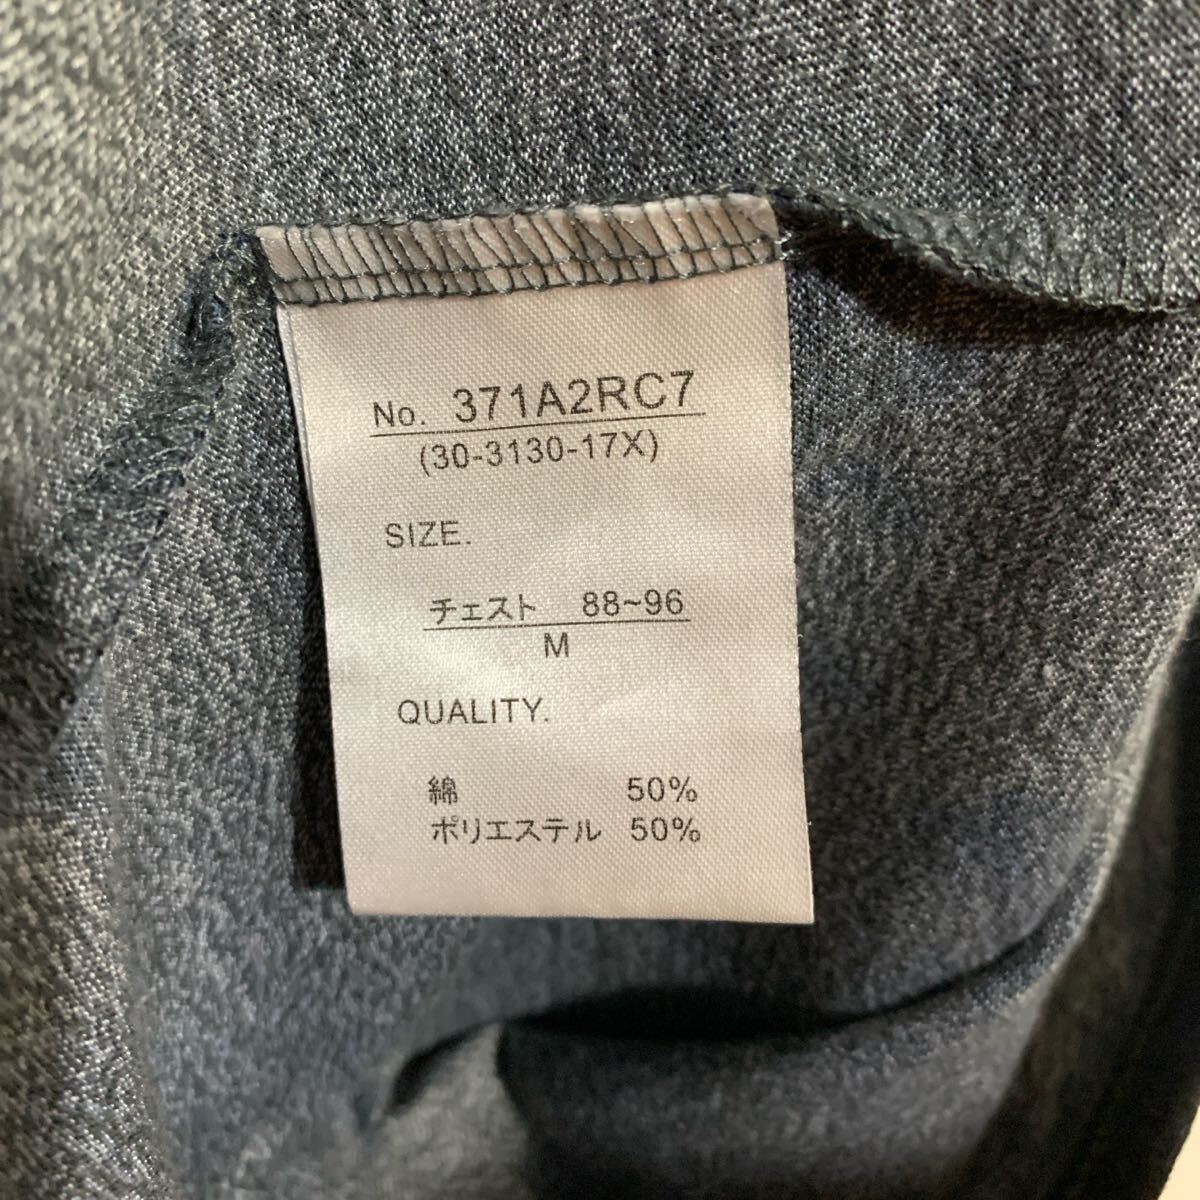 No. 371A2RC7
(30-3130-17X)
SIZE.
チェスト 88~96
M
QUALITY.
綿 50%
ポリエステル 50%